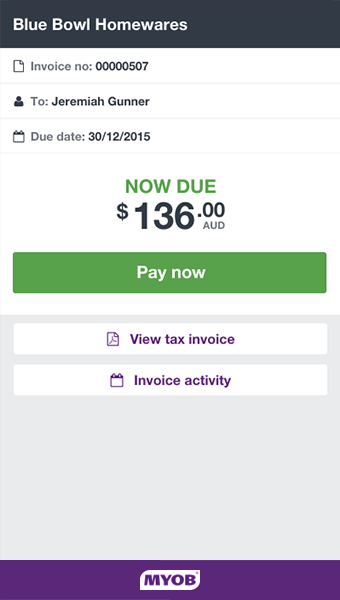 Blue Bowl Homewares
Invoice no: 00000507
To: Jeremiah Gunner
Due date: 30/12/2015
NOW DUE
$136.00
AUD
Pay now
View tax invoice
Invoice activity
MYOB